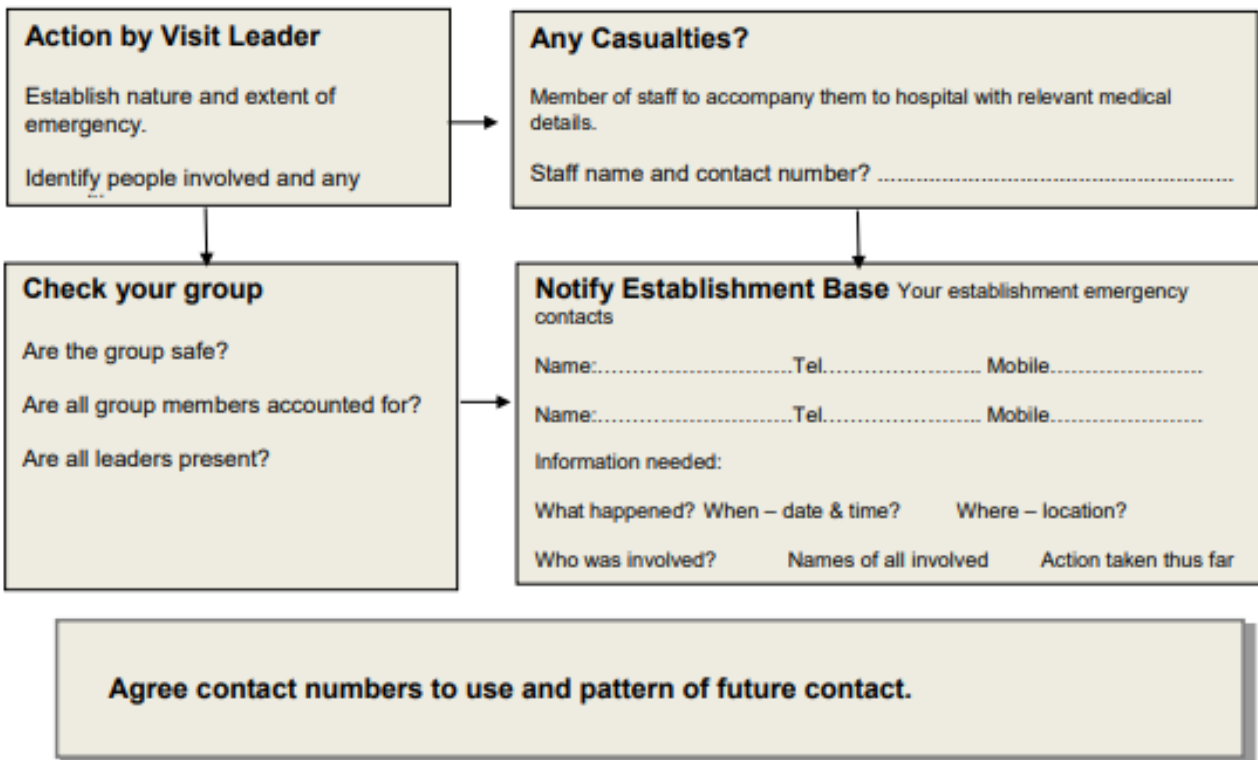 Action by Visit Leader
Establish nature and extent of
emergency.
Identify people involved and any
Any Casualties?
Member of staff to accompany them to hospital with relevant medical
details.
Staff name and contact number? ............................................................
Check your group
Are the group safe?
Are all group members accounted for?
Are all leaders present?
Notify Establishment Base Your establishment emergency
contacts
Name:.................................Tel.......................... Mobile..........................
Name:.................................Tel.......................... Mobile..........................
Information needed:
What happened? When – date & time? Where – location?
Who was involved? Names of all involved Action taken thus far
Agree contact numbers to use and pattern of future contact.